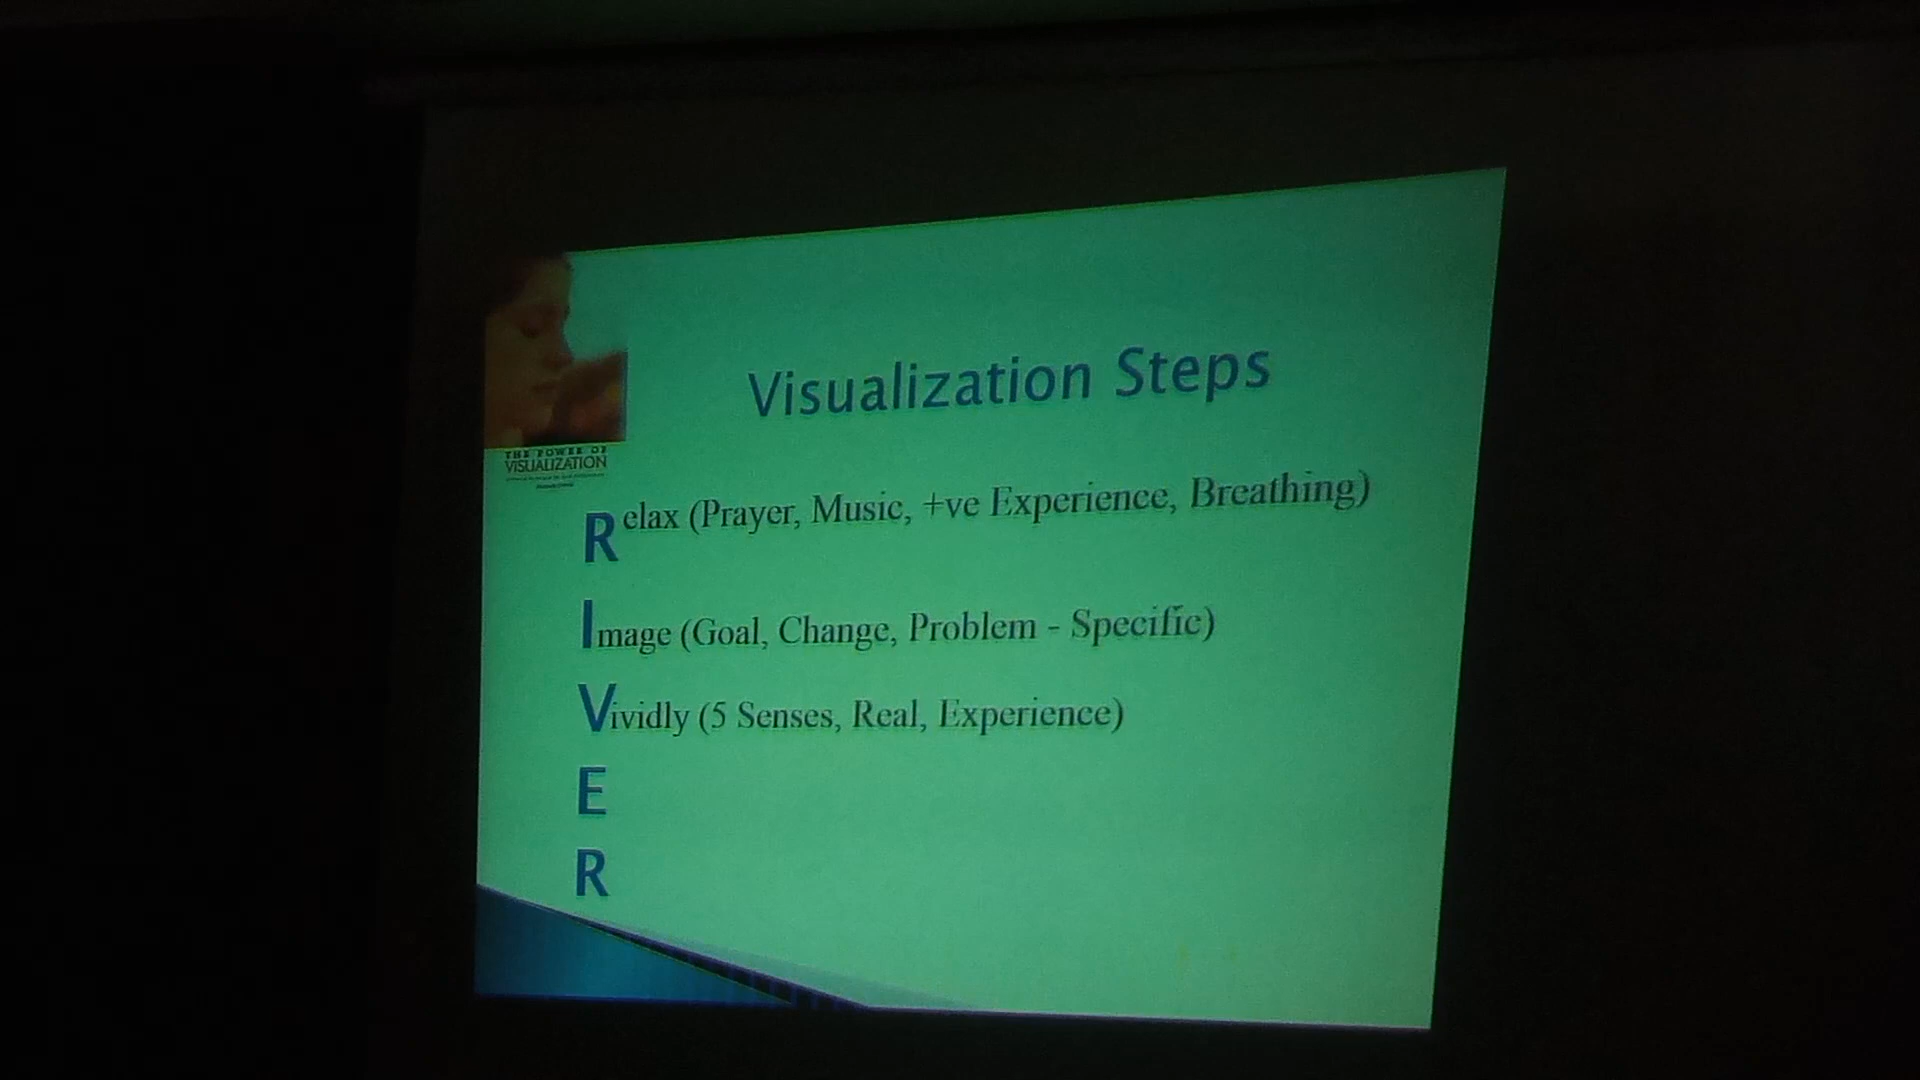 Visualization Steps
THE POWER OF
VISUALIZATION
Relax (Prayer, Music, +ve Experience, Breathing)
Image (Goal, Change, Problem - Specific)
Vividly (5 Senses, Real, Experience)
E
R